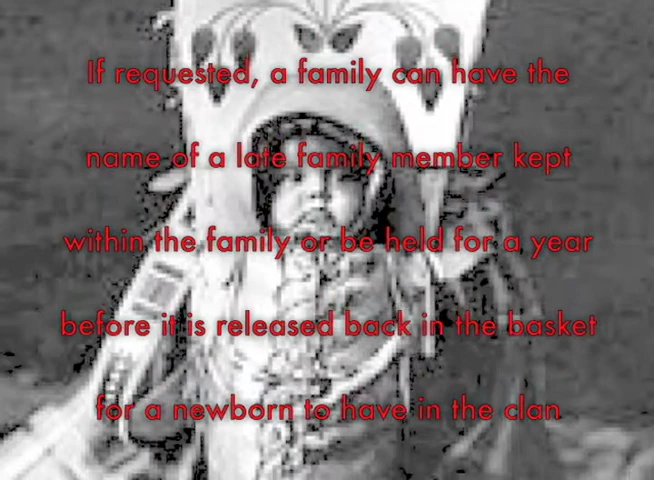 If requested, a family can have the
name of a late family member kept
within the family or be held for a year
before it is released back in the basket
for a newborn to have in the clan